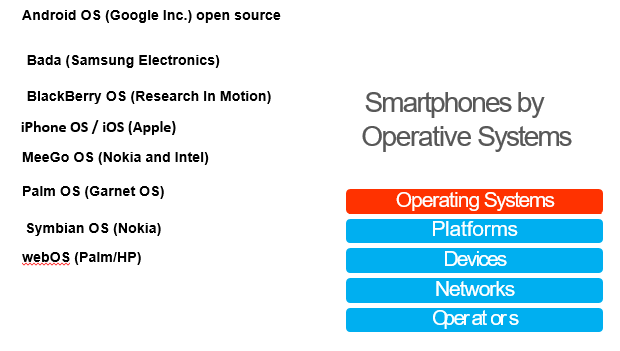 Android OS (Google Inc.) open source
Bada (Samsung Electronics)
BlackBerry OS (Research In Motion)
iPhone OS / iOS (Apple)
MeeGo OS (Nokia and Intel)
Palm OS (Garnet OS)
Symbian OS (Nokia)
webOS (Palm/HP)
Smartphones by
Operative Systems
Operating Systems
Platforms
Devices
Networks
Operators